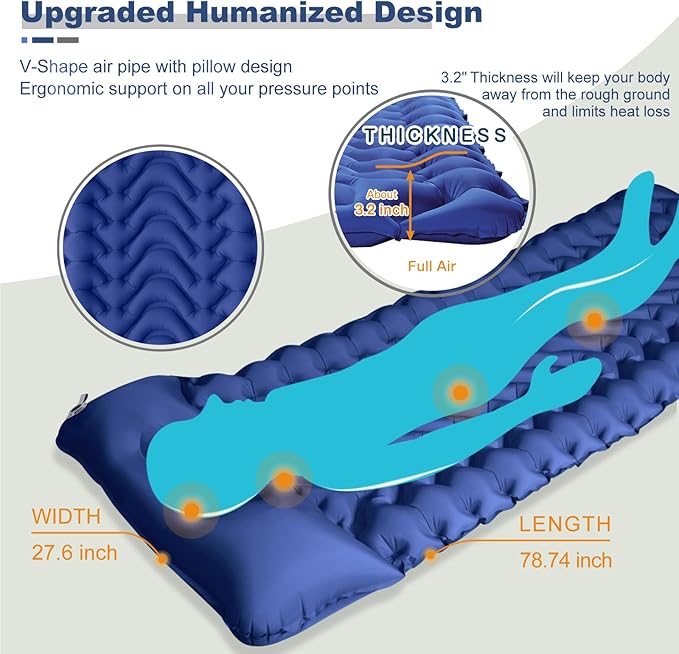 Upgraded Humanized Design
V-Shape air pipe with pillow design
Ergonomic support on all your pressure points
3.2" Thickness will keep your body
away from the rough ground
and limits heat loss
THICKNESS
About
3.2 inch
Full Air
WIDTH
27.6 inch
LENGTH
78.74 inch